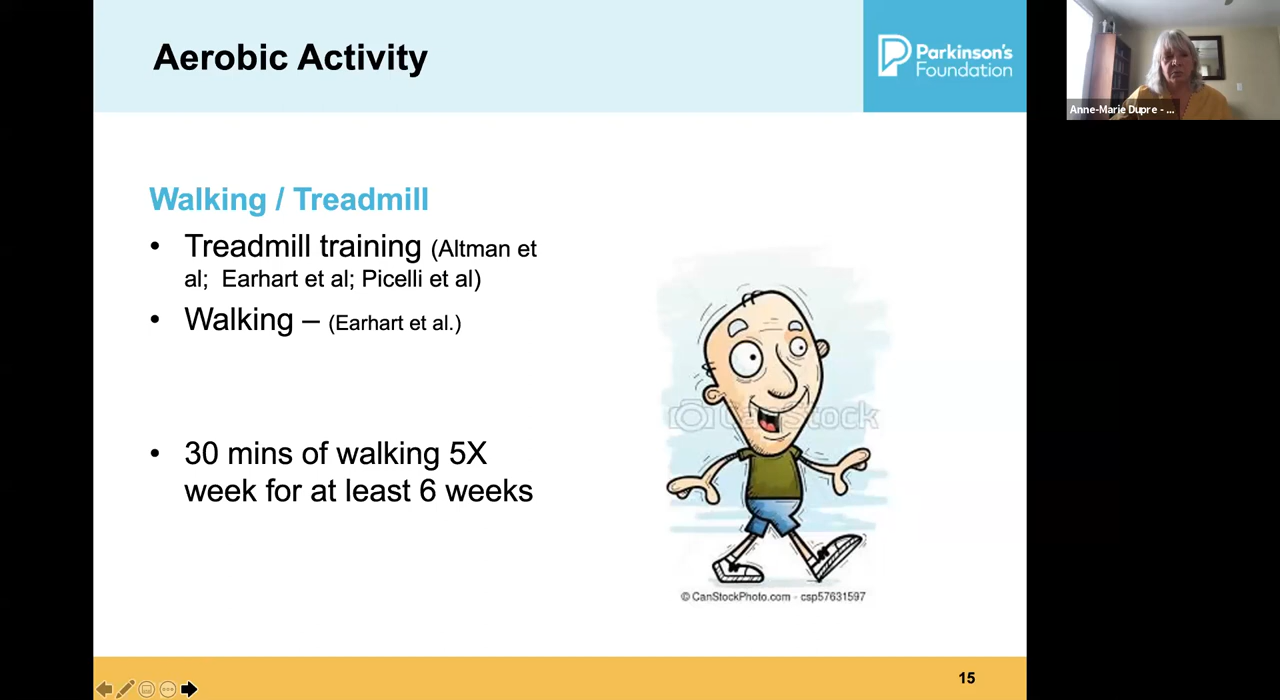 Aerobic Activity
Parkinson's
Foundation
Anne-Marie Dupre - ...
Walking / Treadmill
• Treadmill training (Altman et
al;  Earhart et al; Picelli et al)
• Walking – (Earhart et al.)
• 30 mins of walking 5X
week for at least 6 weeks
CanStock
© CanStockPhoto.com - csp57631597
15